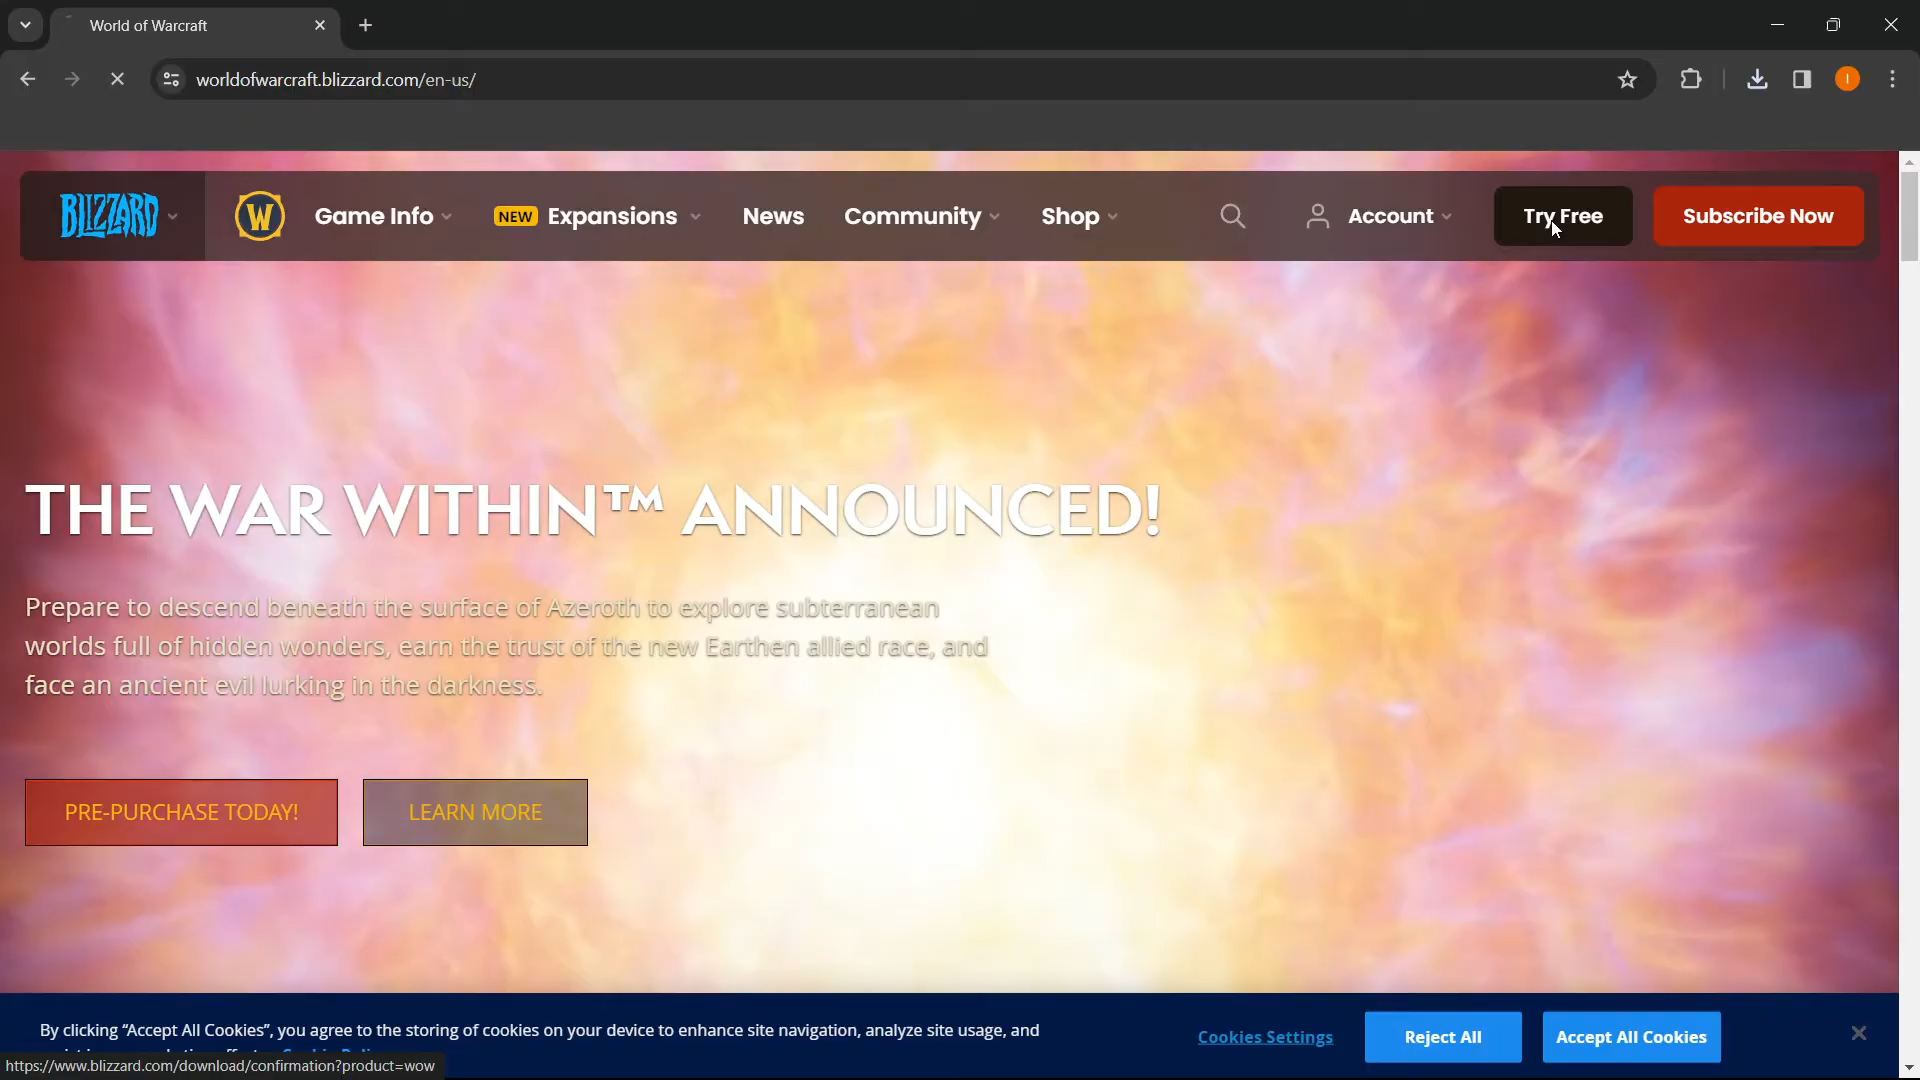 World of Warcraft
worldofwarcraft.blizzard.com/en-us/
I
BLIZZARD
W
Game Info
NEW Expansions
News
Community
Shop
Account
Try Free
Subscribe Now
THE WAR WITHIN™ ANNOUNCED!
Prepare to descend beneath the surface of Azeroth to explore subterranean
worlds full of hidden wonders, earn the trust of the new Earthen allied race, and
face an ancient evil lurking in the darkness.
PRE-PURCHASE TODAY!
LEARN MORE
By clicking “Accept All Cookies”, you agree to the storing of cookies on your device to enhance site navigation, analyze site usage, and
Cookies Settings
Reject All
Accept All Cookies
https://www.blizzard.com/download/confirmation?product=wow